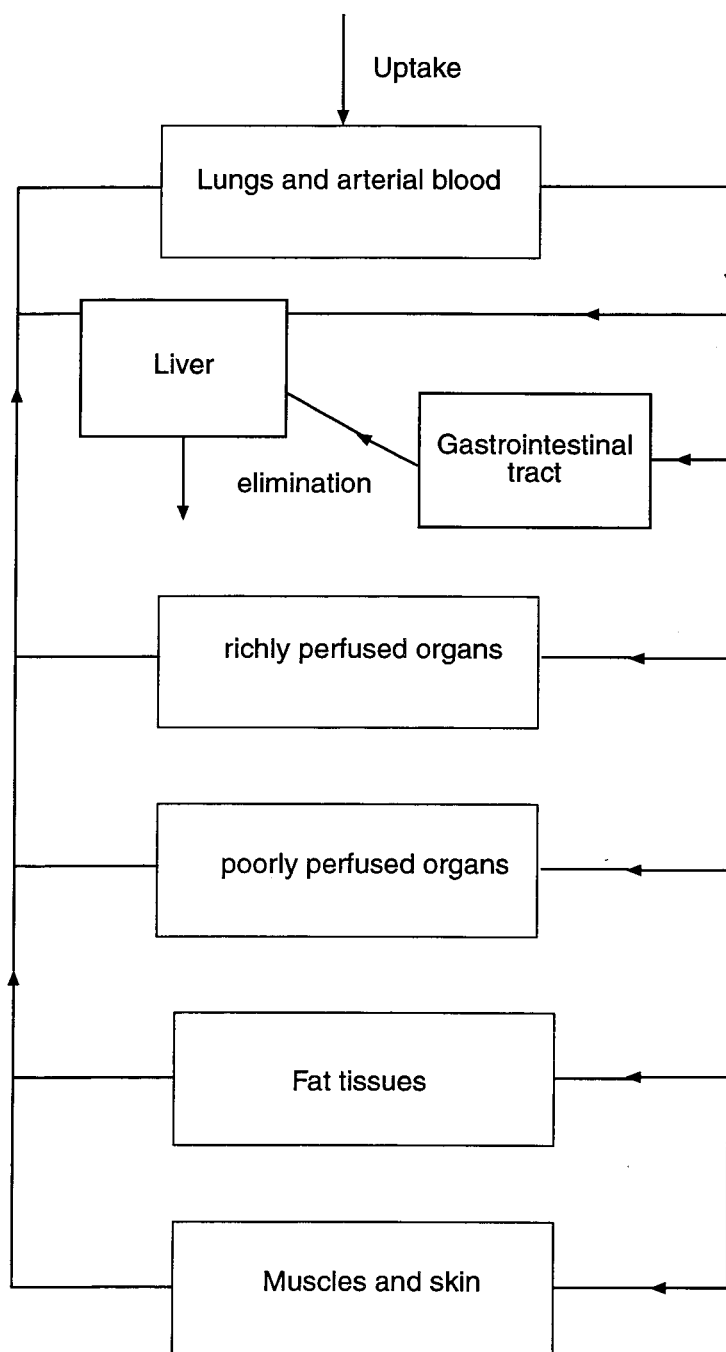 Uptake
Lungs and arterial blood
Liver
Gastrointestinal
tract
elimination
richly perfused organs
poorly perfused organs
Fat tissues
Muscles and skin